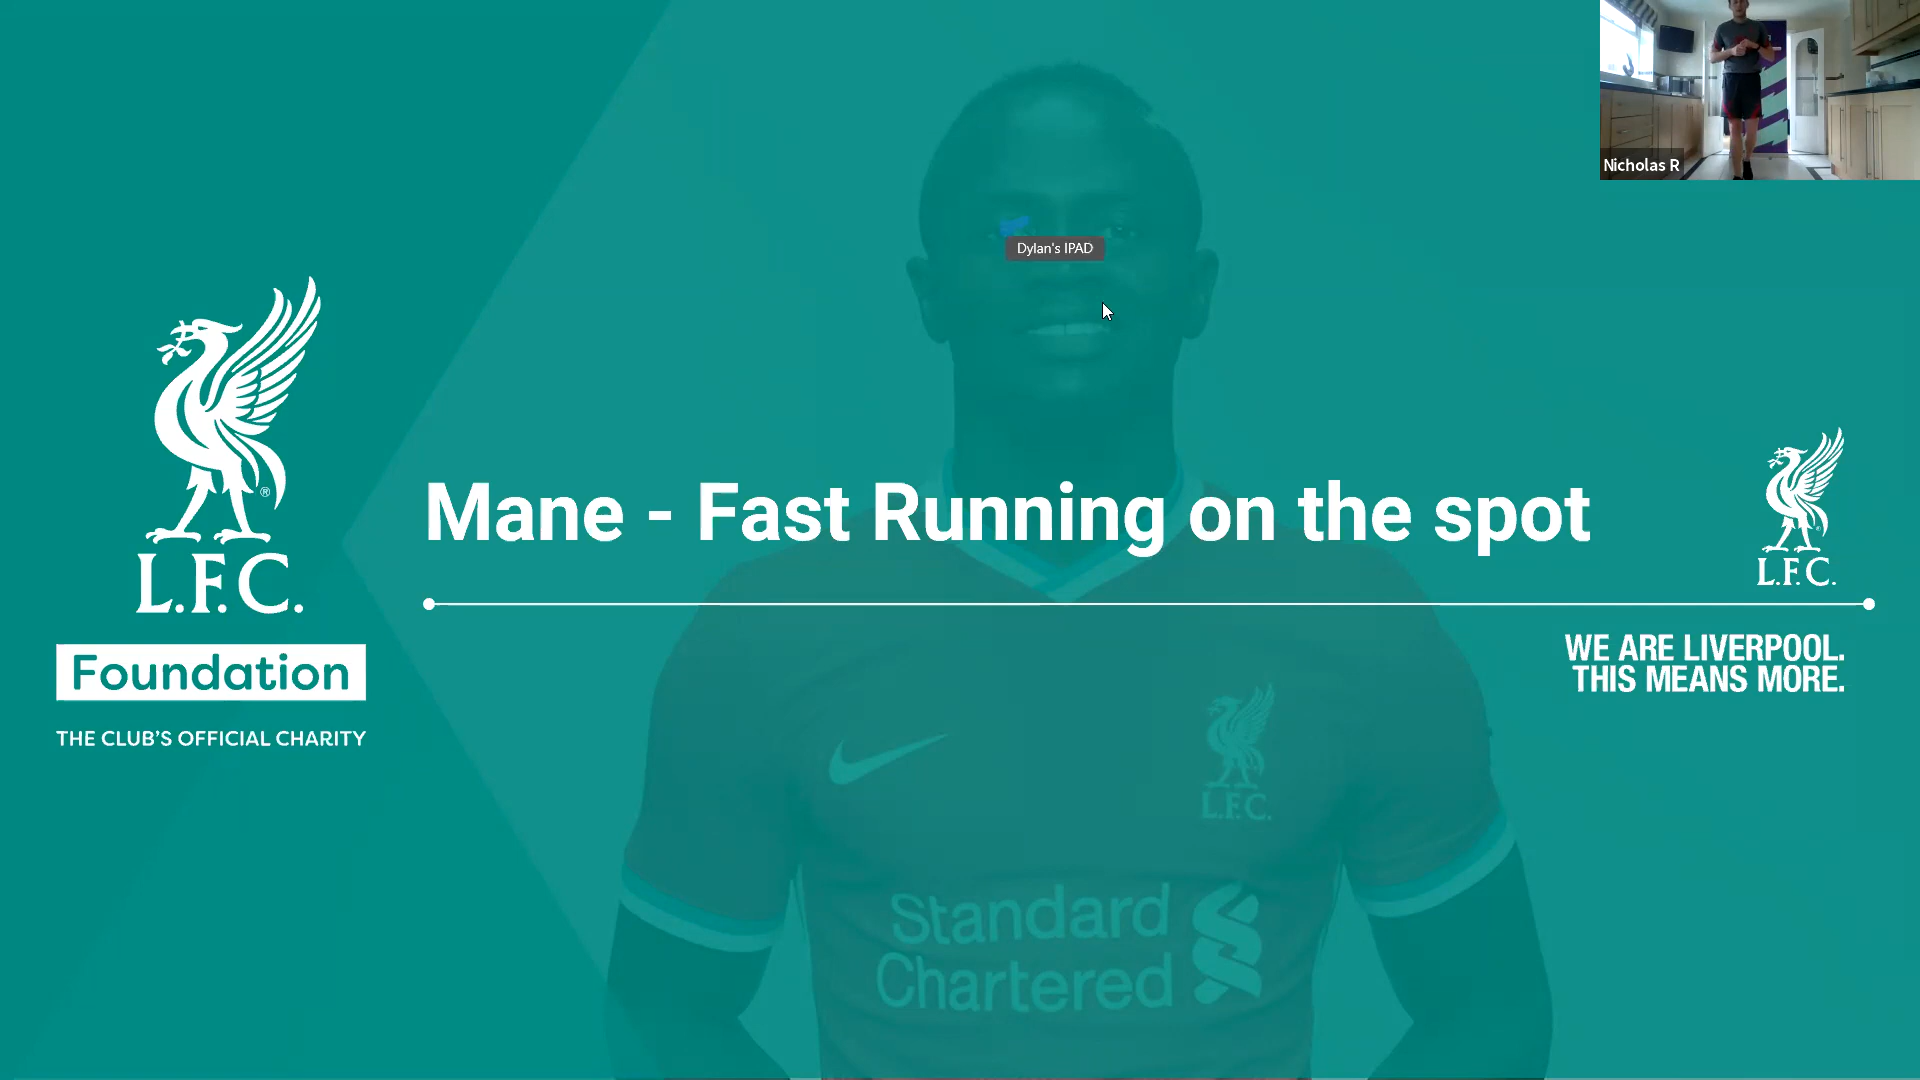 Nicholas R
Dylan's IPAD
L.F.C.
Foundation
THE CLUB'S OFFICIAL CHARITY
Mane - Fast Running on the spot
L.F.C.
WE ARE LIVERPOOL.
THIS MEANS MORE.
L.F.C.
Standard
Chartered